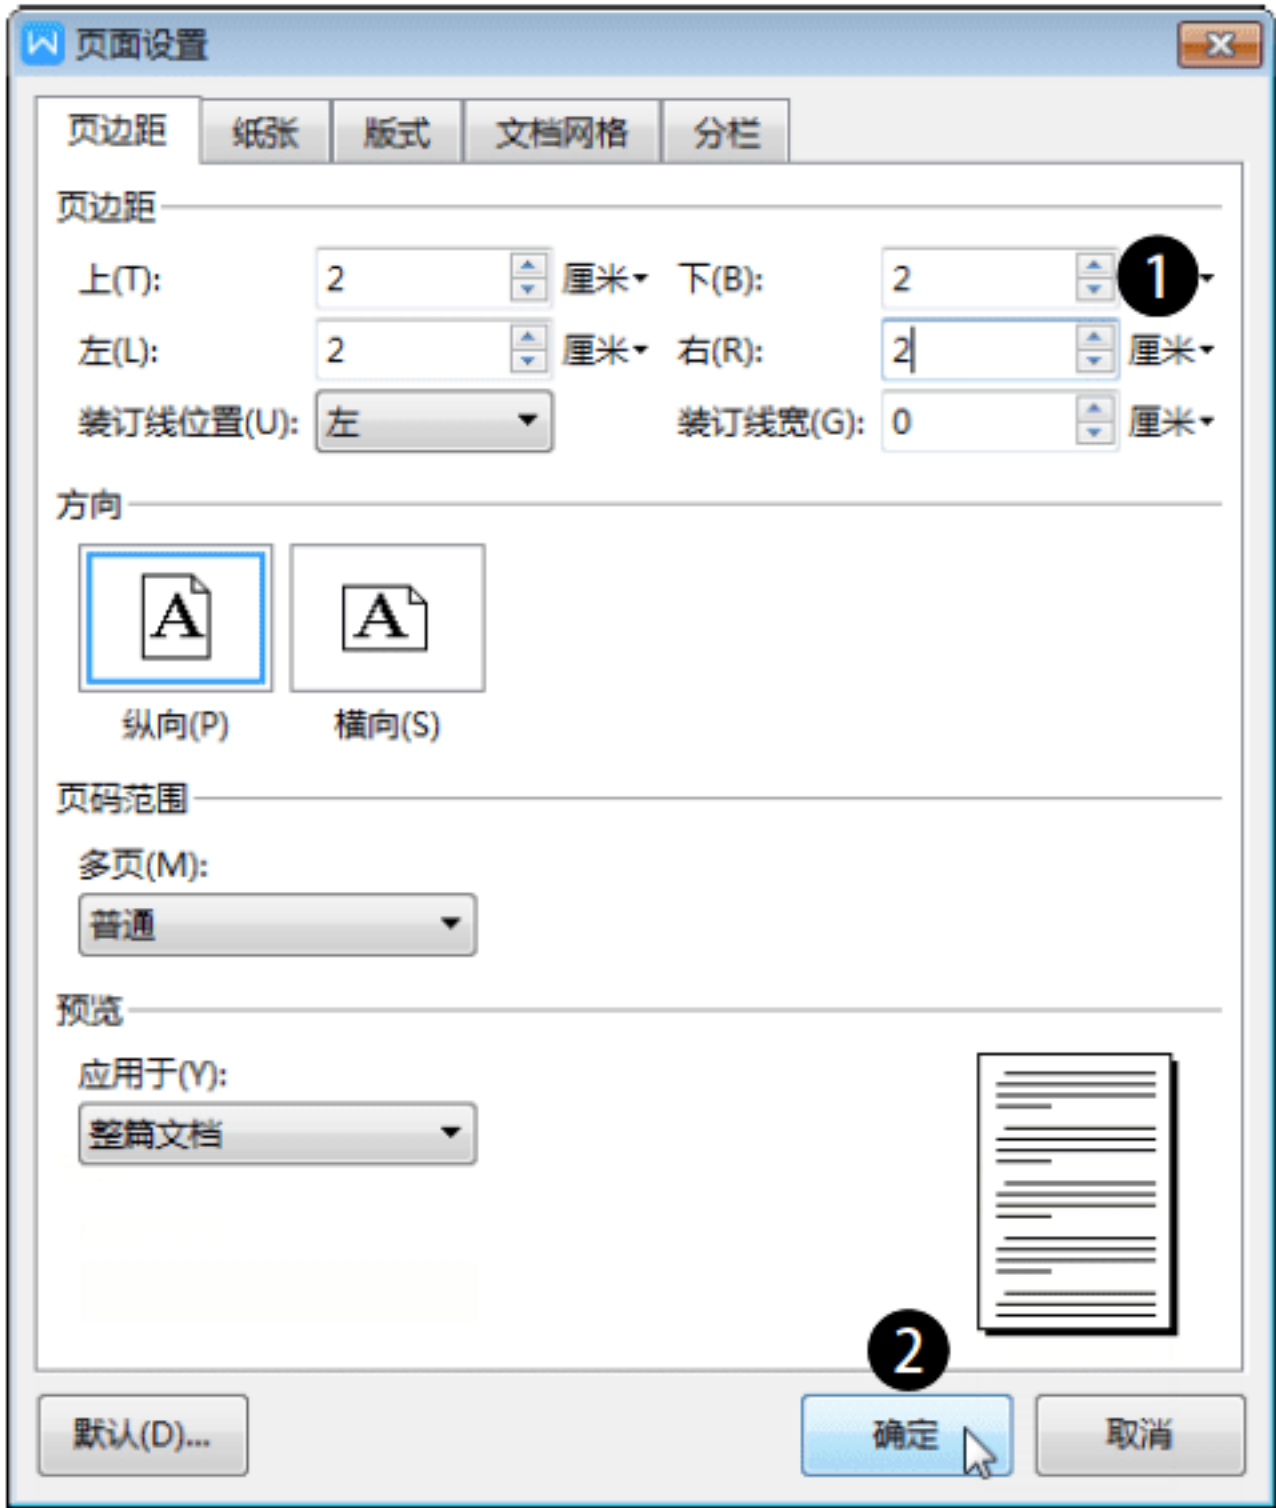 页面设置
页边距 纸张 版式 文档网格 分栏
页边距
上(T): 2 厘米 下(B): 2 1
左(L): 2 厘米 右(R): 2 厘米
装订线位置(U): 左 装订线宽(G): 0 厘米
方向
A A
纵向(P) 横向(S)
页码范围
多页(M):
普通
预览
应用于(Y):
整篇文档
2
默认(D)... 确定 取消